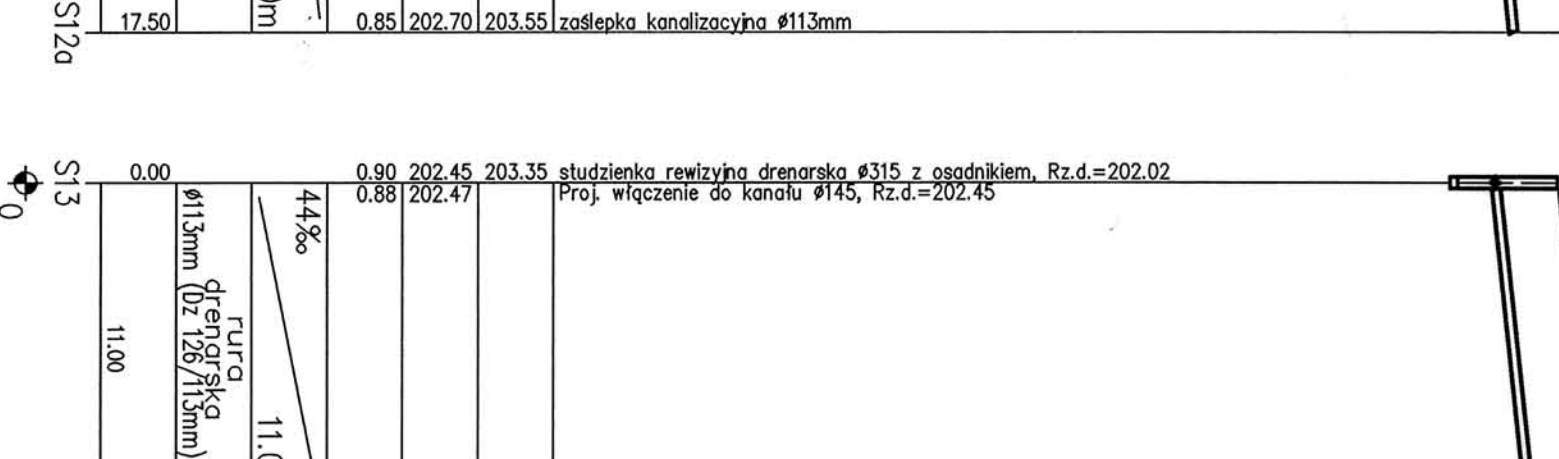 S12a
17.50
0.85 202.70 203.55 zaślepka kanalizacyjna ø113mm
S13
0.00
0.90 202.45 203.35 studzienka rewizyjna drenarska ø315 z osadnikiem, Rz.d.=202.02
0.88 202.47 Proj. włączenie do kanału ø145, Rz.d.=202.45
0
44‰
rura
drenarska
ø113mm (Dz 126/113mm)
11.00